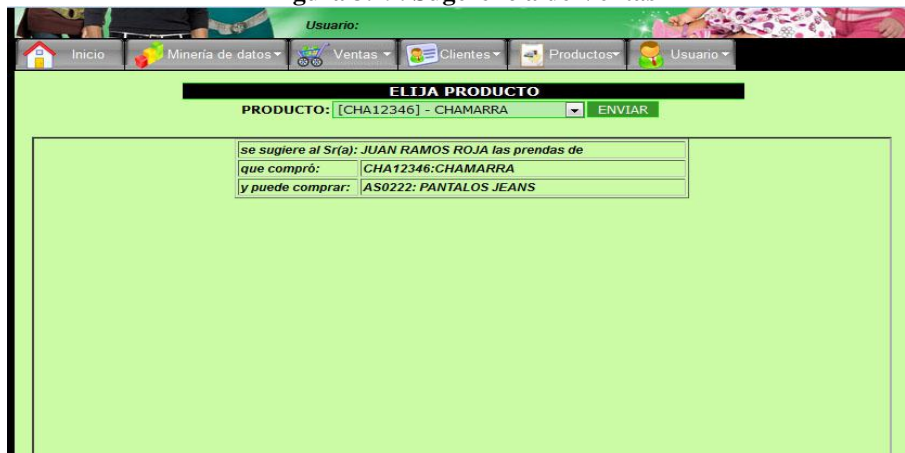 Usuario:
Inicio Minería de datos Ventas Clientes Productos Usuario
ELIJA PRODUCTO
PRODUCTO: [CHA12346] - CHAMARRA ENVIAR
se sugiere al Sr(a): JUAN RAMOS ROJA las prendas de
que compró: CHA12346:CHAMARRA
y puede comprar: AS0222: PANTALOS JEANS